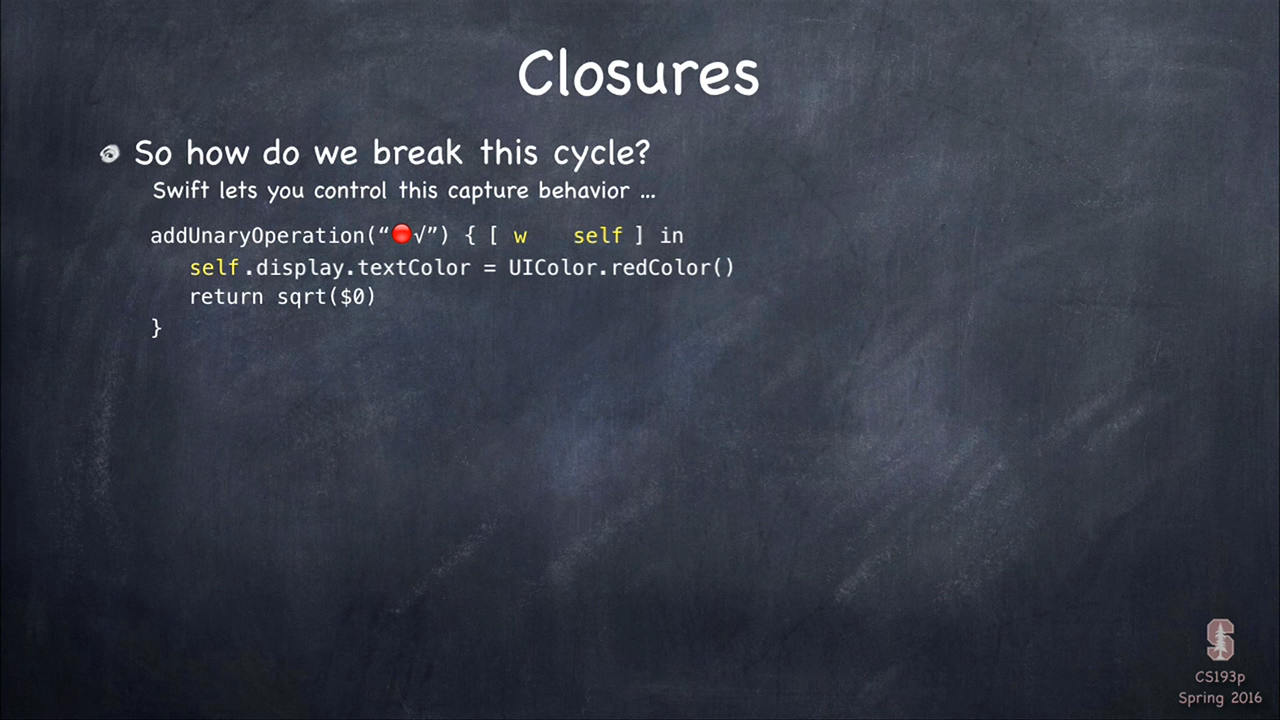 Closures
So how do we break this cycle?
Swift lets you control this capture behavior ...
addUnaryOperation(“🔴√”) { [ w    self ] in
self.display.textColor = UIColor.redColor()
return sqrt($0)
}
S
CS193p
Spring 2016